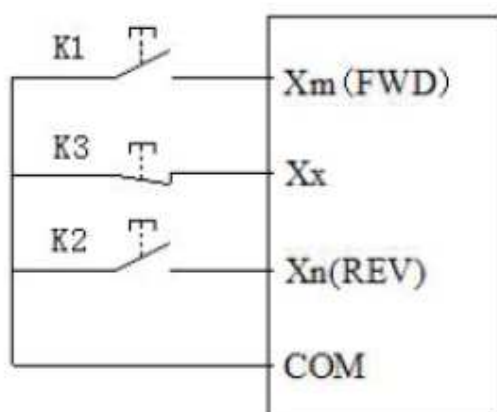 K1
Xm(FWD)
K3
Xx
K2
Xn(REV)
COM